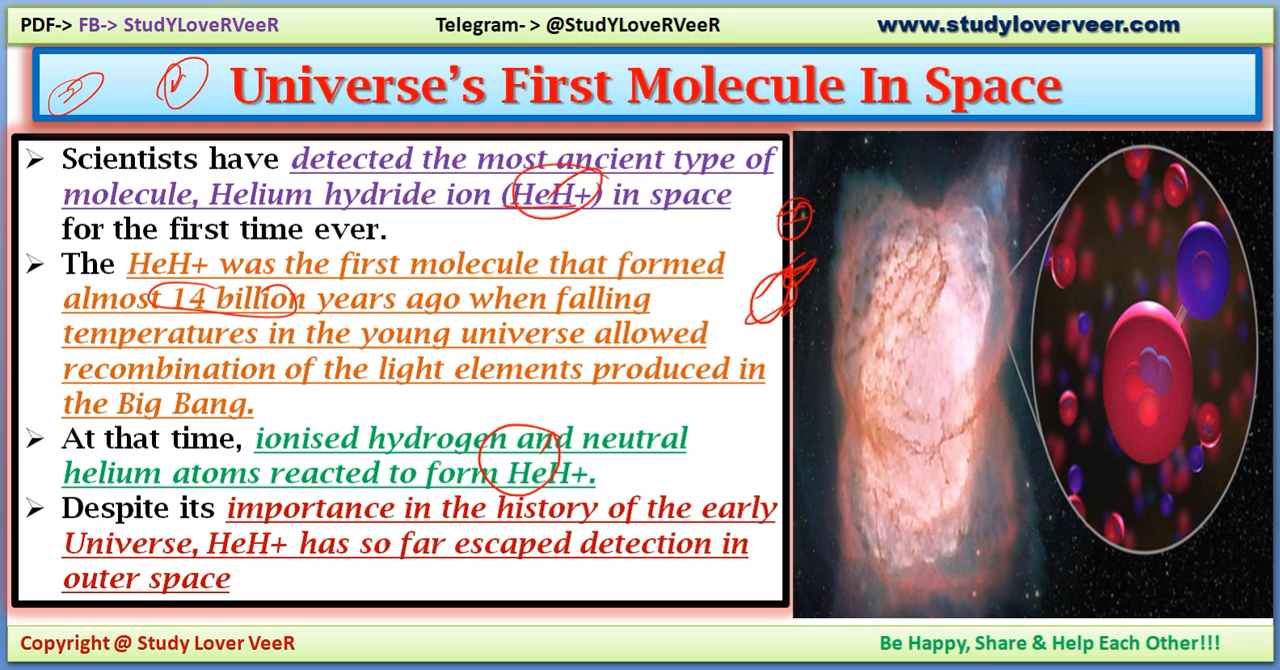 PDF-> FB-> StudYLoveRVeeR Telegram- > @StudYLoveRVeeR www.studyloverveer.com
Universe's First Molecule In Space
➢ Scientists have detected the most ancient type of
molecule, Helium hydride ion (HeH+) in space
for the first time ever.
➢ The HeH+ was the first molecule that formed
almost 14 billion years ago when falling
temperatures in the young universe allowed
recombination of the light elements produced in
the Big Bang.
➢ At that time, ionised hydrogen and neutral
helium atoms reacted to form HeH+.
➢ Despite its importance in the history of the early
Universe, HeH+ has so far escaped detection in
outer space
Copyright @ Study Lover VeeR Be Happy, Share & Help Each Other!!!